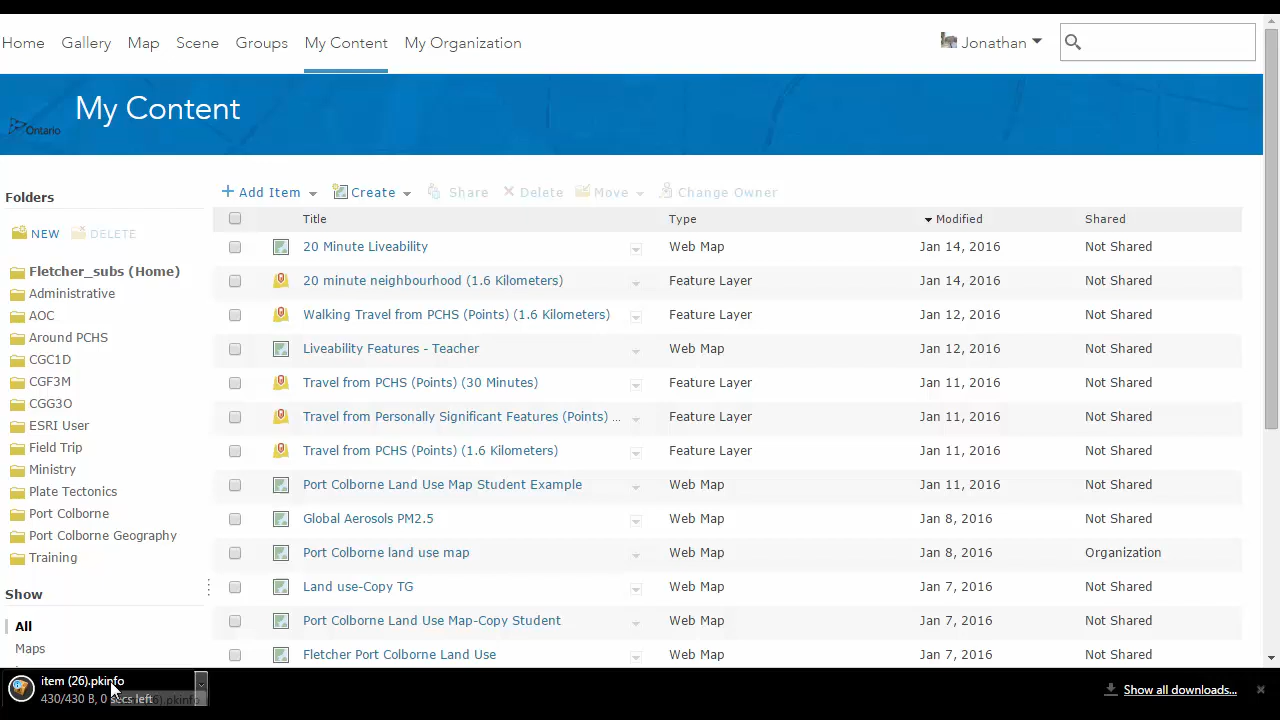 Home Gallery Map Scene Groups My Content My Organization Jonathan
My Content
Ontario
Folders
NEW DELETE
Fletcher_subs (Home)
Administrative
AOC
Around PCHS
CGC1D
CGF3M
CGG3O
ESRI User
Field Trip
Ministry
Plate Tectonics
Port Colborne
Port Colborne Geography
Training
Show
All
Maps
Add Item Create Share Delete Move Change Owner
Title Type Modified Shared
20 Minute Liveability Web Map Jan 14, 2016 Not Shared
20 minute neighbourhood (1.6 Kilometers) Feature Layer Jan 14, 2016 Not Shared
Walking Travel from PCHS (Points) (1.6 Kilometers) Feature Layer Jan 12, 2016 Not Shared
Liveability Features - Teacher Web Map Jan 12, 2016 Not Shared
Travel from PCHS (Points) (30 Minutes) Feature Layer Jan 11, 2016 Not Shared
Travel from Personally Significant Features (Points) ... Feature Layer Jan 11, 2016 Not Shared
Travel from PCHS (Points) (1.6 Kilometers) Feature Layer Jan 11, 2016 Not Shared
Port Colborne Land Use Map Student Example Web Map Jan 11, 2016 Not Shared
Global Aerosols PM2.5 Web Map Jan 8, 2016 Not Shared
Port Colborne land use map Web Map Jan 8, 2016 Organization
Land use-Copy TG Web Map Jan 7, 2016 Not Shared
Port Colborne Land Use Map-Copy Student Web Map Jan 7, 2016 Not Shared
Fletcher Port Colborne Land Use Web Map Jan 7, 2016 Not Shared
item (26).pkinfo
430/430 B, 0 secs left
Show all downloads...